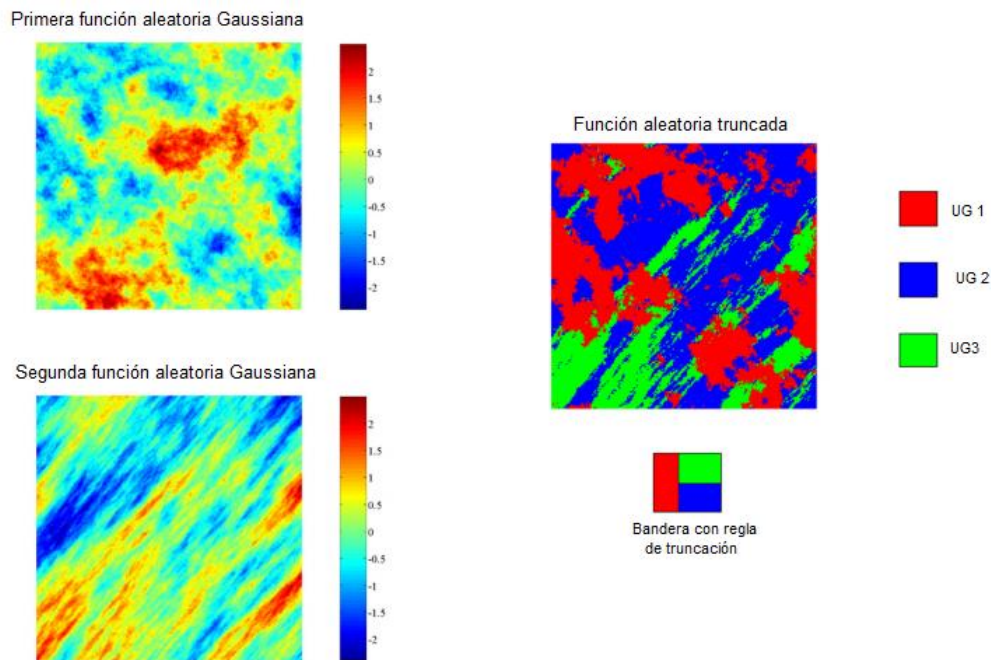 Primera función aleatoria Gaussiana
2
1.5
1
0.5
0
-0.5
-1
-1.5
-2
Segunda función aleatoria Gaussiana
2
1.5
1
0.5
0
-0.5
-1
-1.5
-2
Función aleatoria truncada
UG 1
UG 2
UG3
Bandera con regla
de truncación